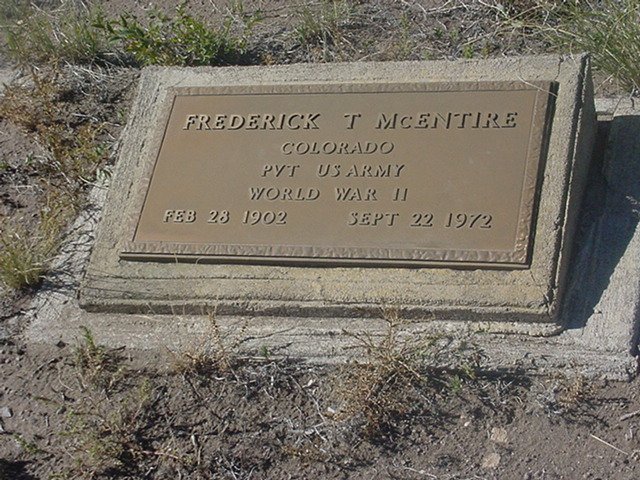 FREDERICK T McENTIRE
COLORADO
PVT US ARMY
WORLD WAR II
FEB 28 1902 SEPT 22 1972